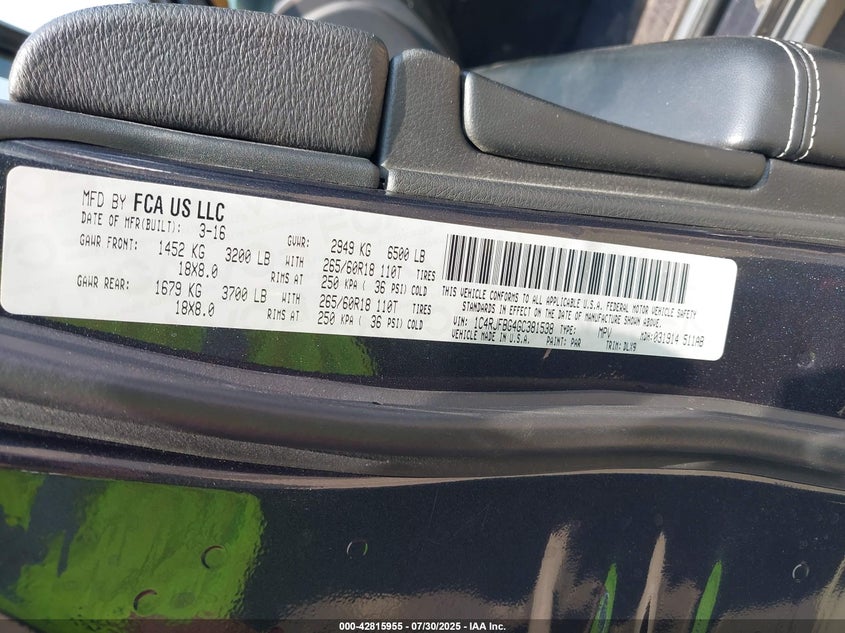 MFD BY FCA US LLC
DATE OF MFR(BUILT): 3-16 GVWR: 2949 KG 6500 LB
GAWR FRONT: 1452 KG 3200 LB WITH 265/60R18 110T TIRES
18X8.0 RIMS AT 250 KPA ( 36 PSI) COLD
GAWR REAR: 1679 KG 3700 LB WITH 265/60R18 110T TIRES
18X8.0 RIMS AT 250 KPA ( 36 PSI) COLD
THIS VEHICLE CONFORMS TO ALL APPLICABLE U.S.A. FEDERAL MOTOR VEHICLE SAFETY
STANDARDS IN EFFECT ON THE DATE OF MANUFACTURE SHOWN ABOVE.
VIN: 1C4RJFBG4GC381538 TYPE: MPV MDH: 031914 511AB
VEHICLE MADE IN U.S.A. PAINT: PAR TRIM: DLX9
000-42815955 - 07/30/2025 - IAA Inc.